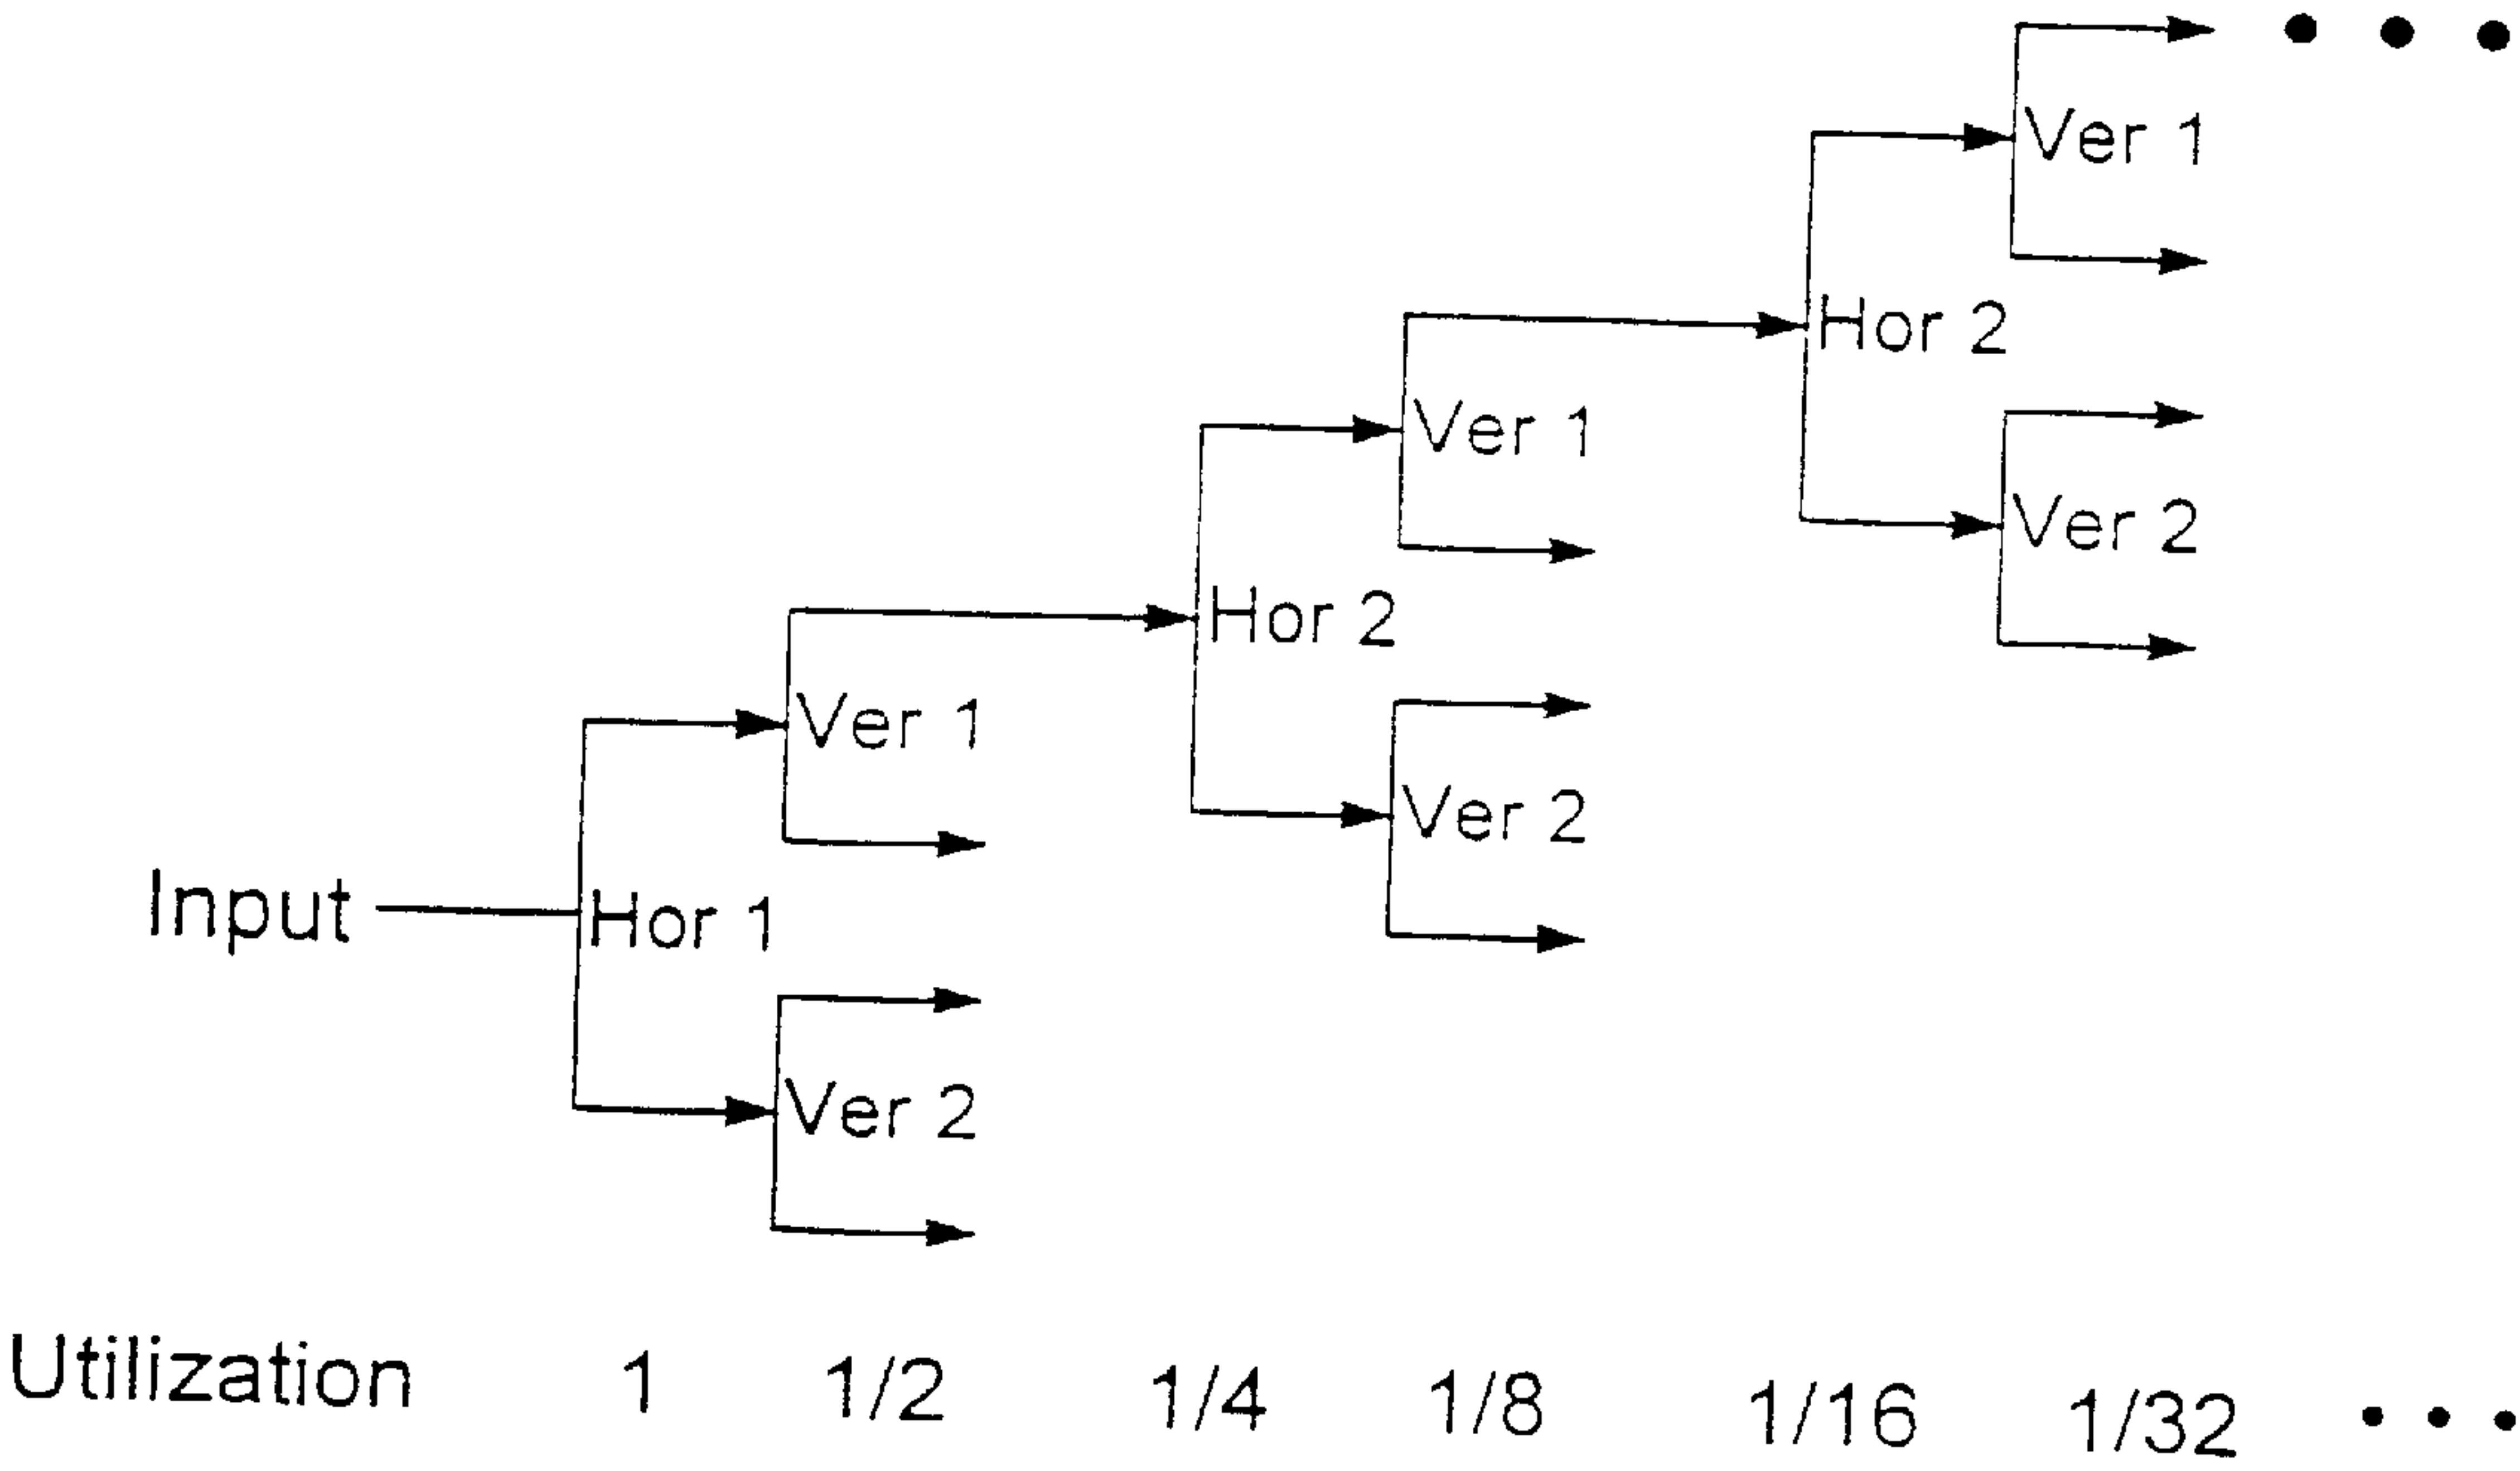 Ver 1
Hor 2
Ver 1
Ver 2
Hor 2
Ver 1
Ver 2
Input
Hor 1
Ver 2
Utilization 1 1/2 1/4 1/8 1/16 1/32 • • •